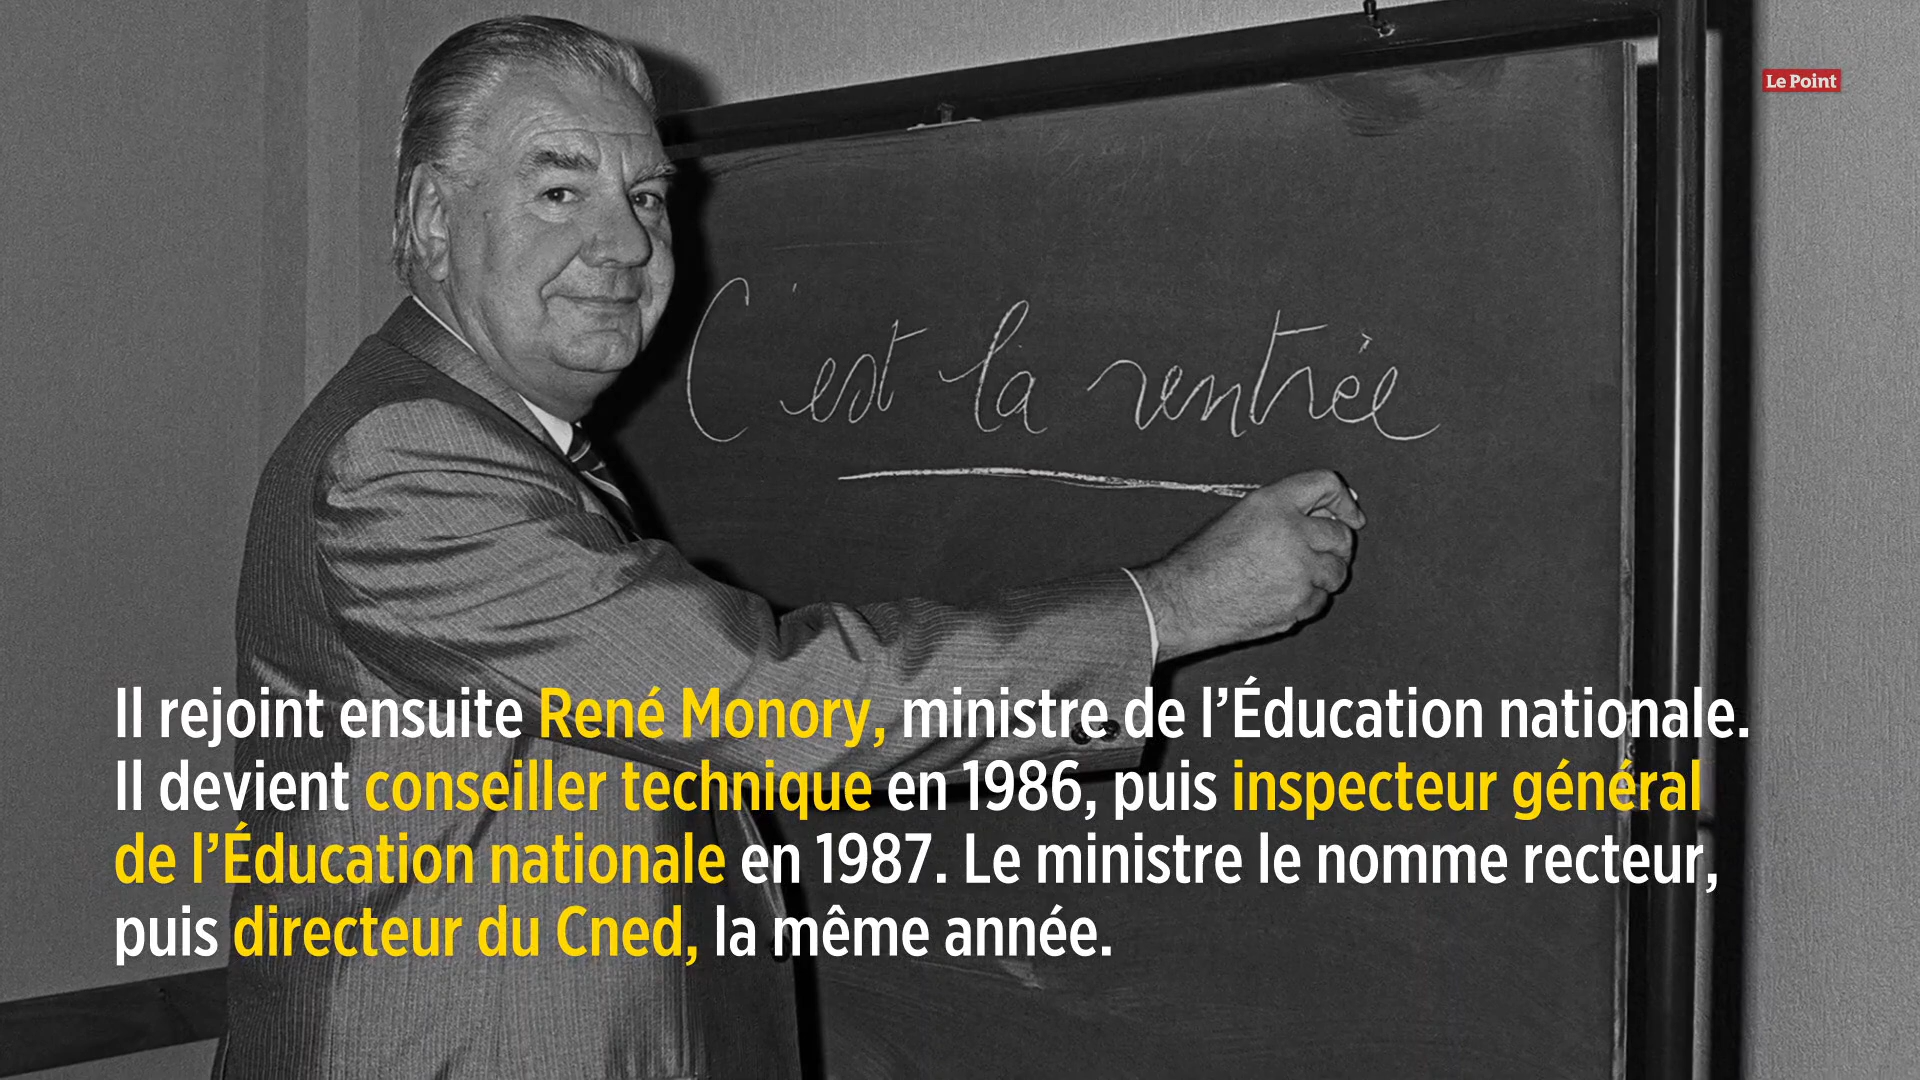 Le Point
C'est la rentrée
Il rejoint ensuite René Monory, ministre de l’Éducation nationale.
Il devient conseiller technique en 1986, puis inspecteur général
de l’Éducation nationale en 1987. Le ministre le nomme recteur,
puis directeur du Cned, la même année.